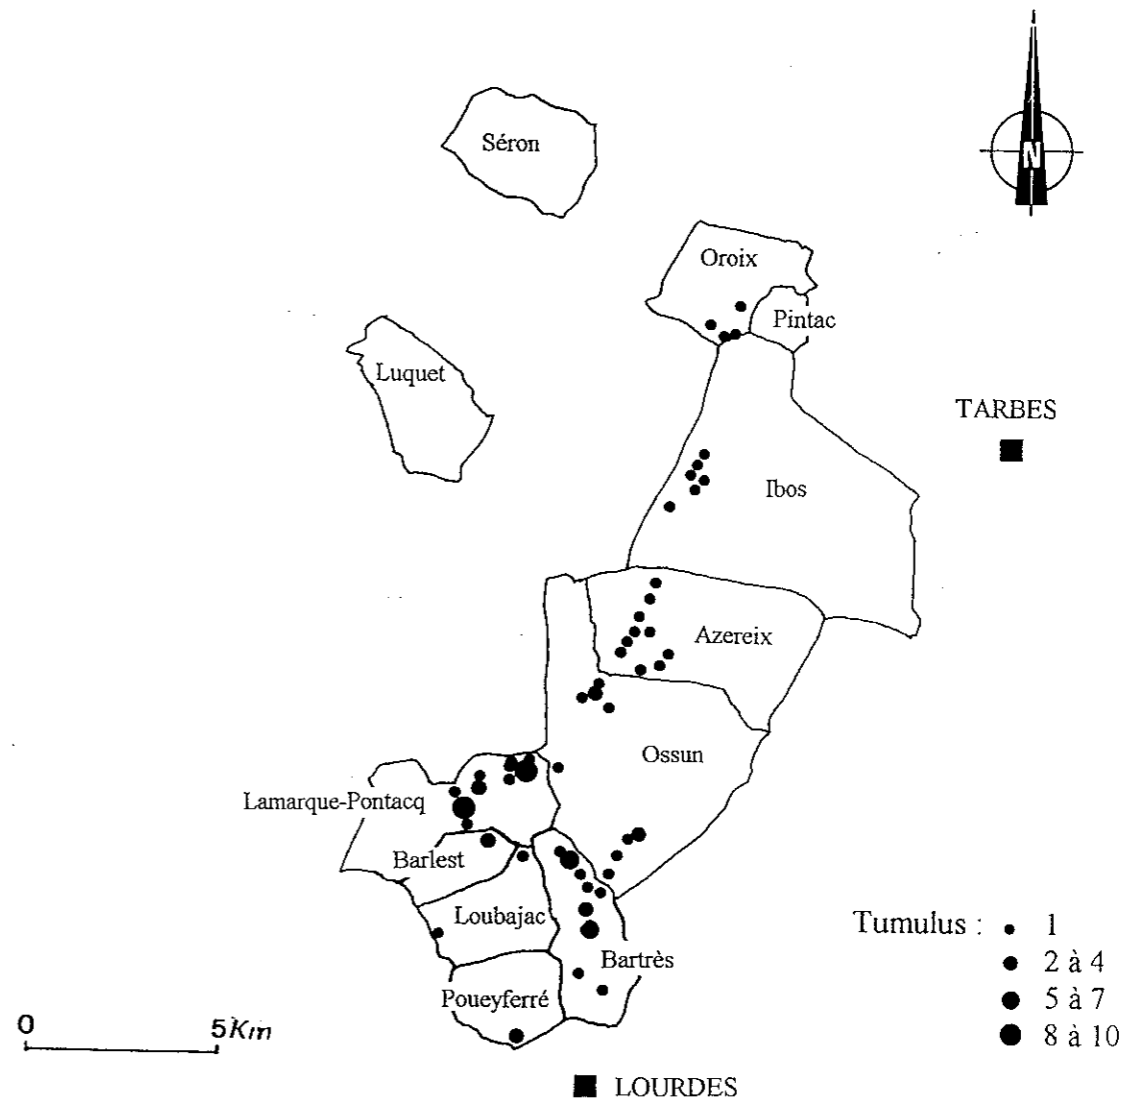 Séron
N
Oroix
Pintac
Luquet
TARBES
Ibos
Azereix
Ossun
Lamarque-Pontacq
Barlest
Loubajac
Bartrès
Poueyferré
Tumulus : 1
2 à 4
5 à 7
8 à 10
0 5Km
LOURDES